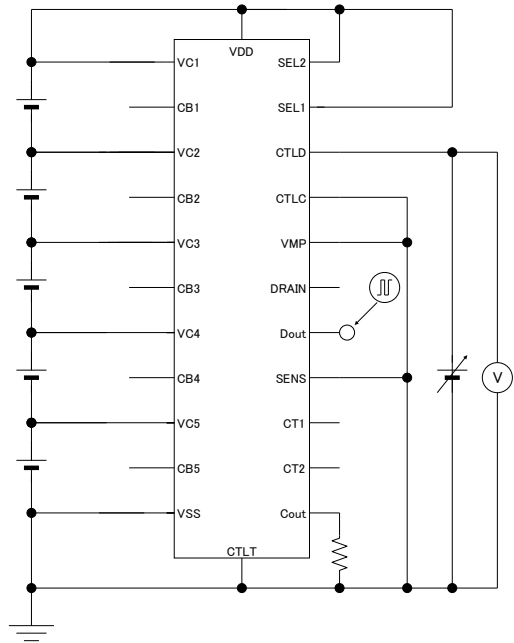 VDD
VC1 SEL2
CB1 SEL1
VC2 CTLD
CB2 CTLC
VC3 VMP
CB3 DRAIN
VC4 Dout
CB4 SENS
V
VC5 CT1
CB5 CT2
VSS Cout
CTLT